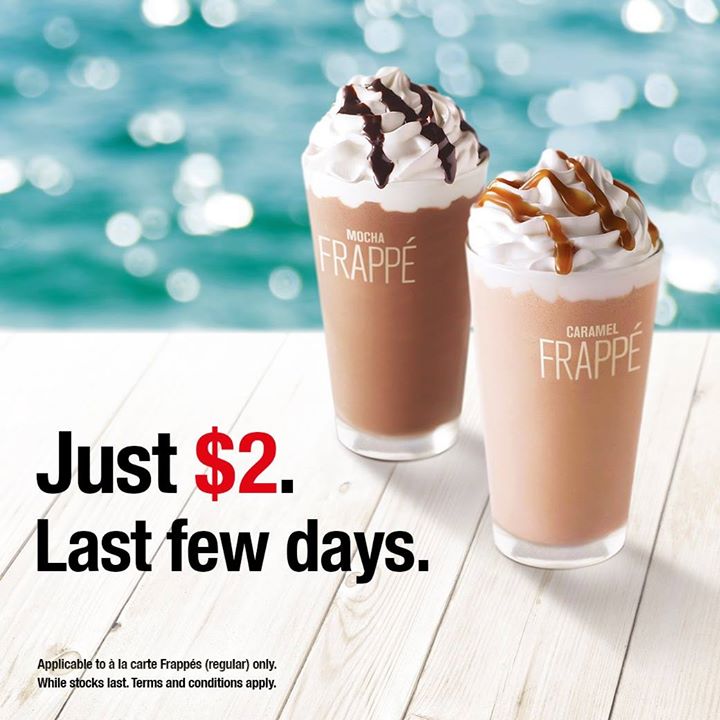 MOCHA
FRAPPÉ
CARAMEL
FRAPPÉ
Just $2.
Last few days.
Applicable to à la carte Frappés (regular) only.
While stocks last. Terms and conditions apply.